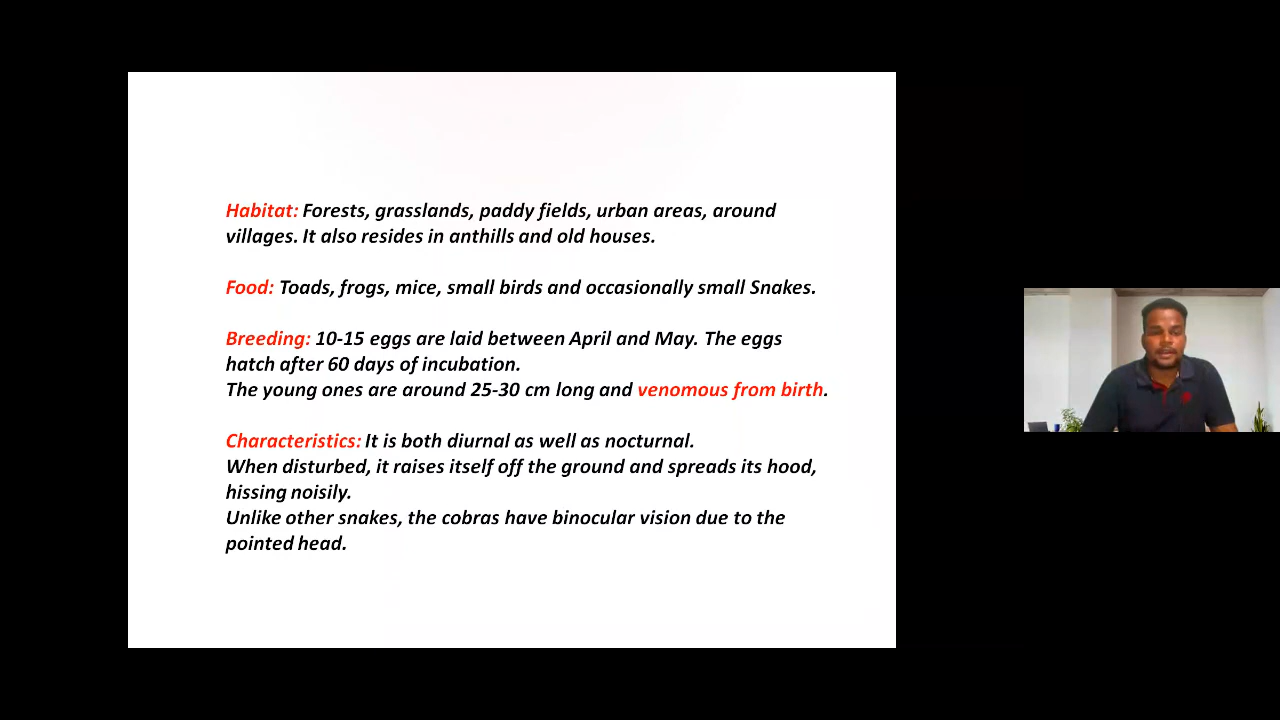 Habitat: Forests, grasslands, paddy fields, urban areas, around
villages. It also resides in anthills and old houses.
Food: Toads, frogs, mice, small birds and occasionally small Snakes.
Breeding: 10-15 eggs are laid between April and May. The eggs
hatch after 60 days of incubation.
The young ones are around 25-30 cm long and venomous from birth.
Characteristics: It is both diurnal as well as nocturnal.
When disturbed, it raises itself off the ground and spreads its hood,
hissing noisily.
Unlike other snakes, the cobras have binocular vision due to the
pointed head.